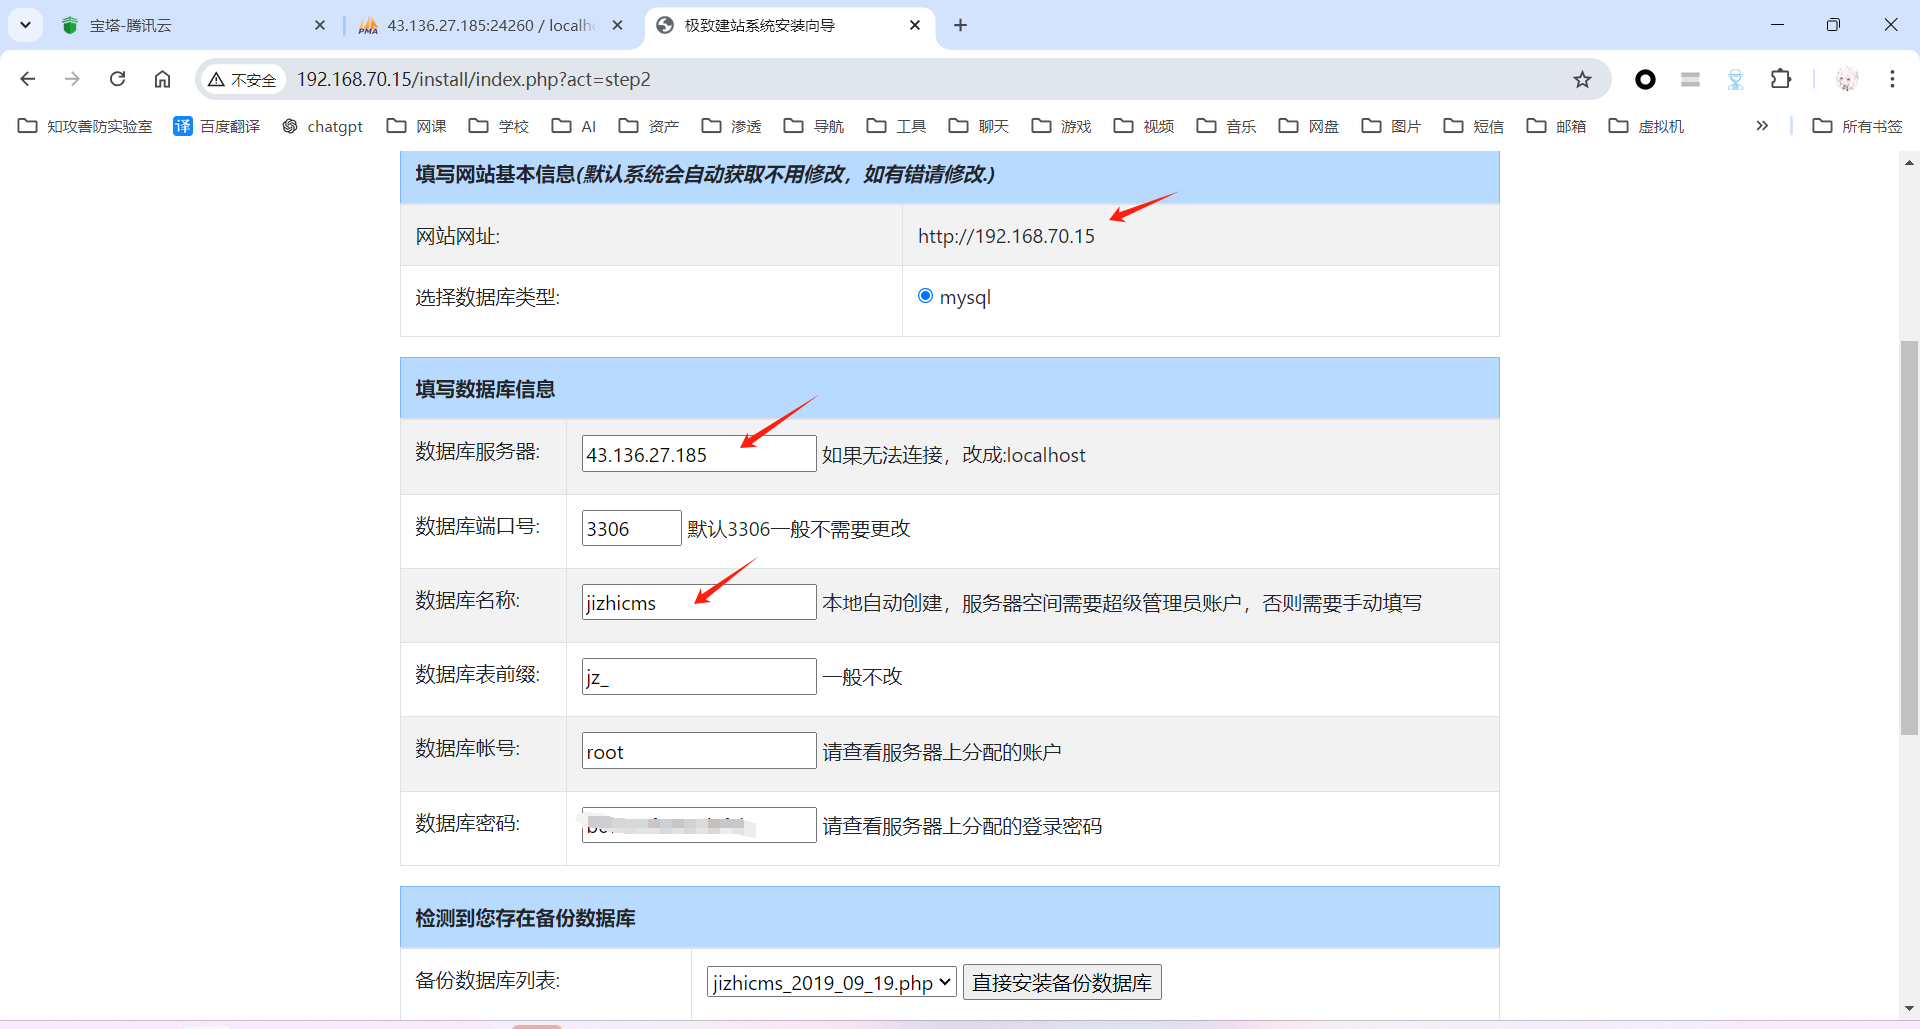 宝塔-腾讯云
43.136.27.185:24260 / localh
极致建站系统安装向导
不安全
192.168.70.15/install/index.php?act=step2
知攻善防实验室
译 百度翻译
chatgpt
网课
学校
AI
资产
渗透
导航
工具
聊天
游戏
视频
音乐
网盘
图片
短信
邮箱
虚拟机
所有书签
填写网站基本信息(默认系统会自动获取不用修改，如有错请修改.)
网站网址: http://192.168.70.15
选择数据库类型: mysql
填写数据库信息
数据库服务器: 43.136.27.185 如果无法连接，改成:localhost
数据库端口号: 3306 默认3306一般不需要更改
数据库名称: jizhicms 本地自动创建，服务器空间需要超级管理员账户，否则需要手动填写
数据库表前缀: jz_ 一般不改
数据库帐号: root 请查看服务器上分配的账户
数据库密码: 请查看服务器上分配的登录密码
检测到您存在备份数据库
备份数据库列表: jizhicms_2019_09_19.php 直接安装备份数据库